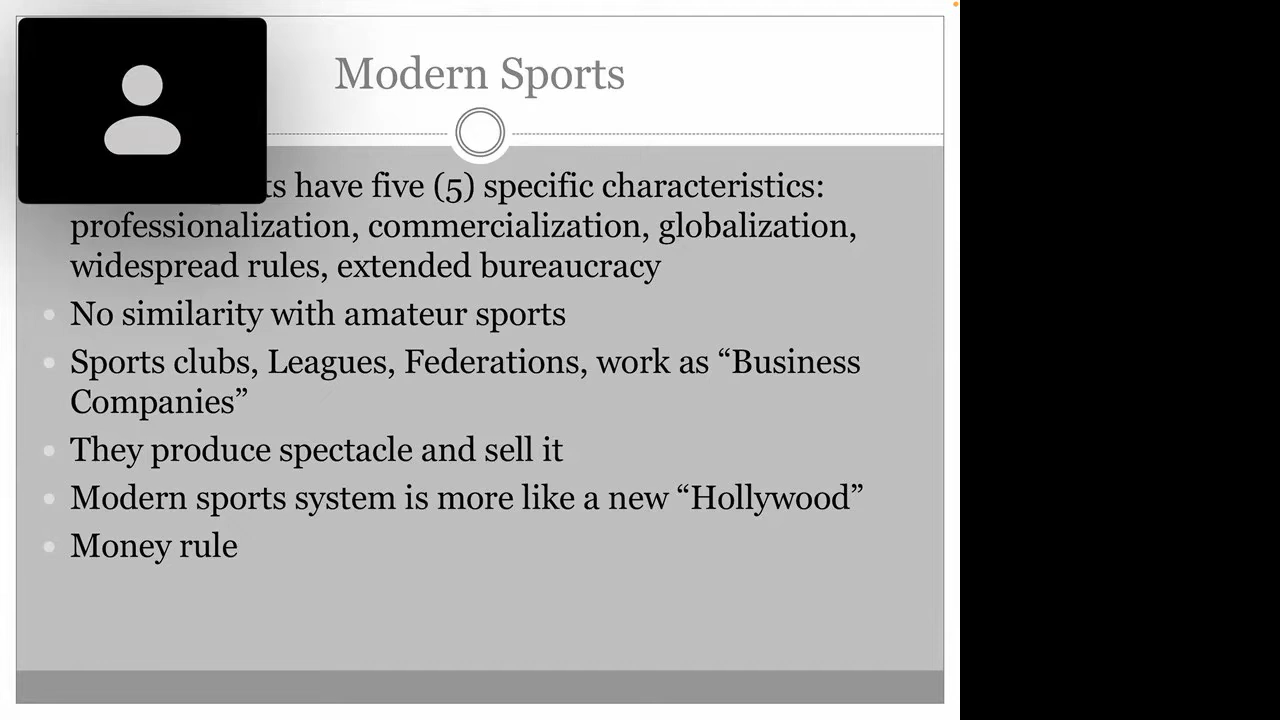 Modern Sports
have five (5) specific characteristics:
professionalization, commercialization, globalization,
widespread rules, extended bureaucracy
No similarity with amateur sports
Sports clubs, Leagues, Federations, work as “Business
Companies”
They produce spectacle and sell it
Modern sports system is more like a new “Hollywood”
Money rule